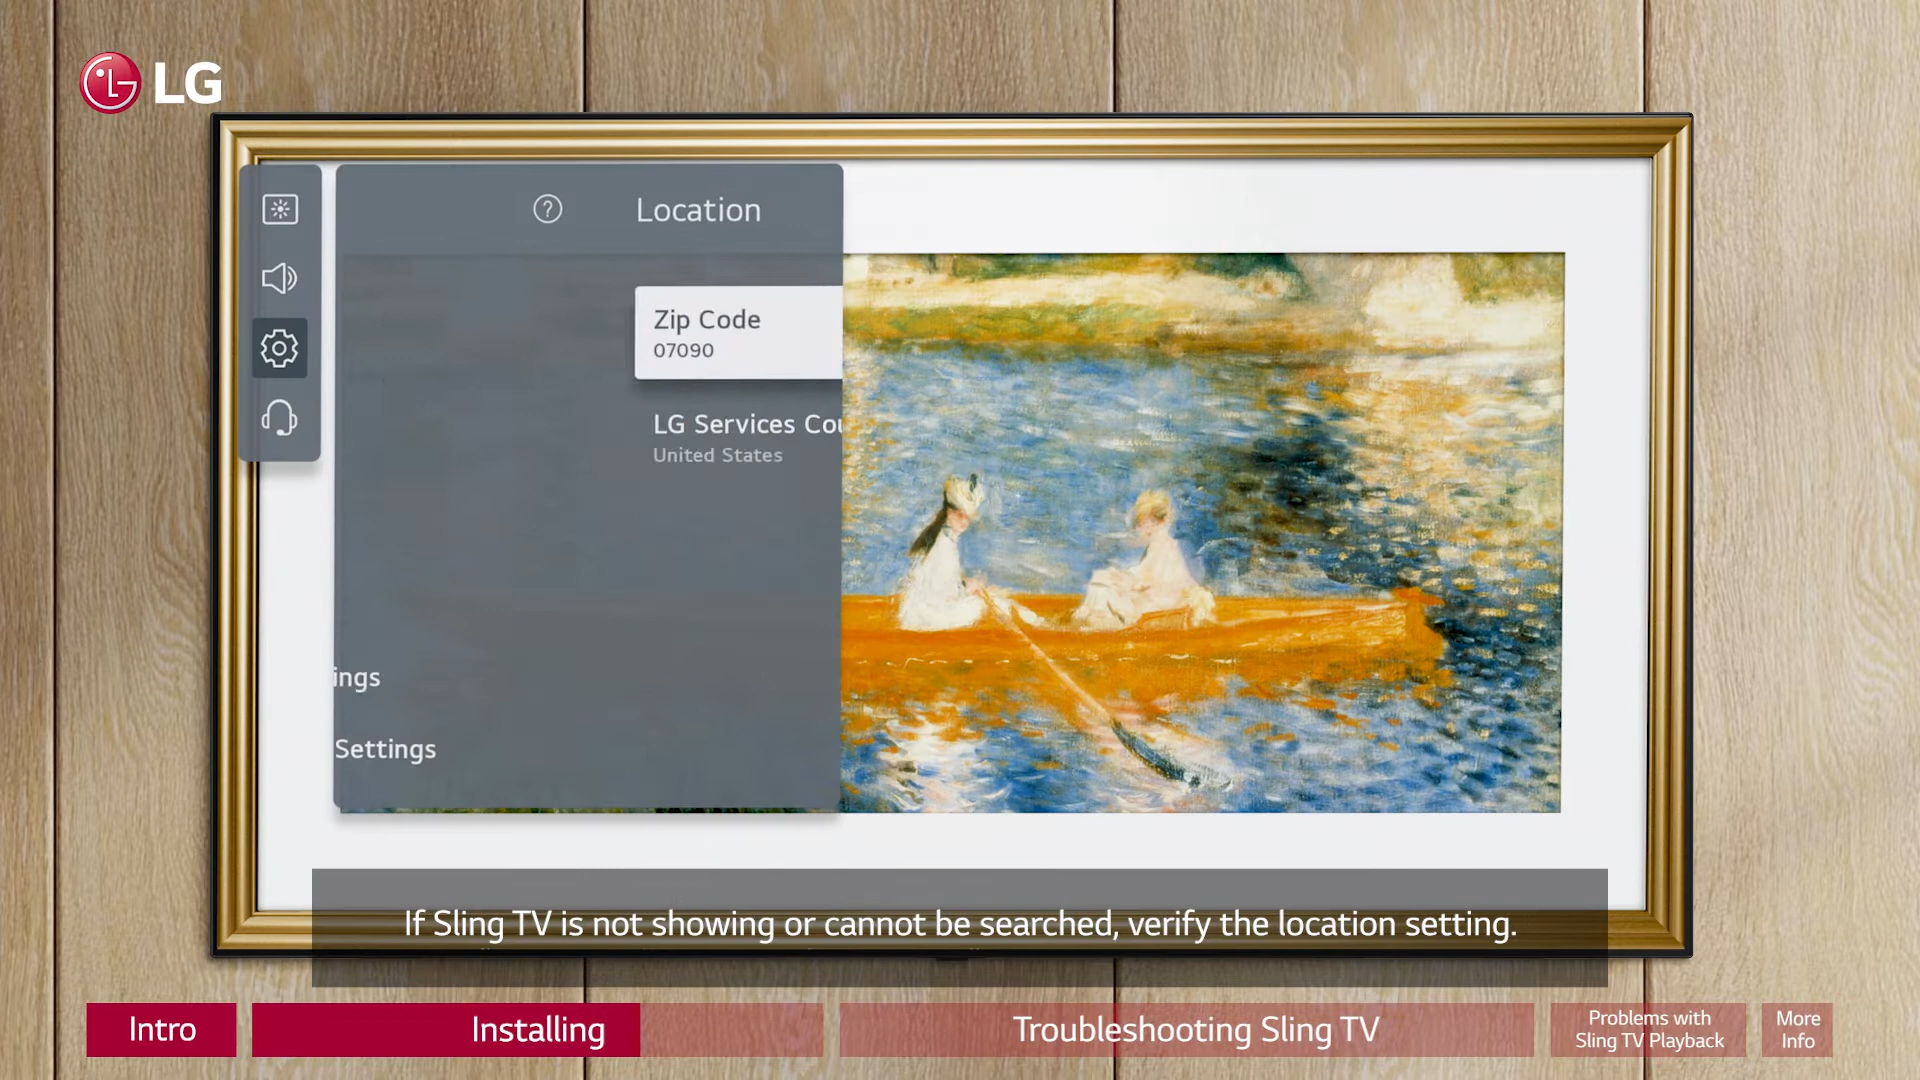 LG
Location
Zip Code
07090
LG Services Cou
United States
ings
Settings
If Sling TV is not showing or cannot be searched, verify the location setting.
Intro
Installing
Troubleshooting Sling TV
Problems with
Sling TV Playback
More
Info